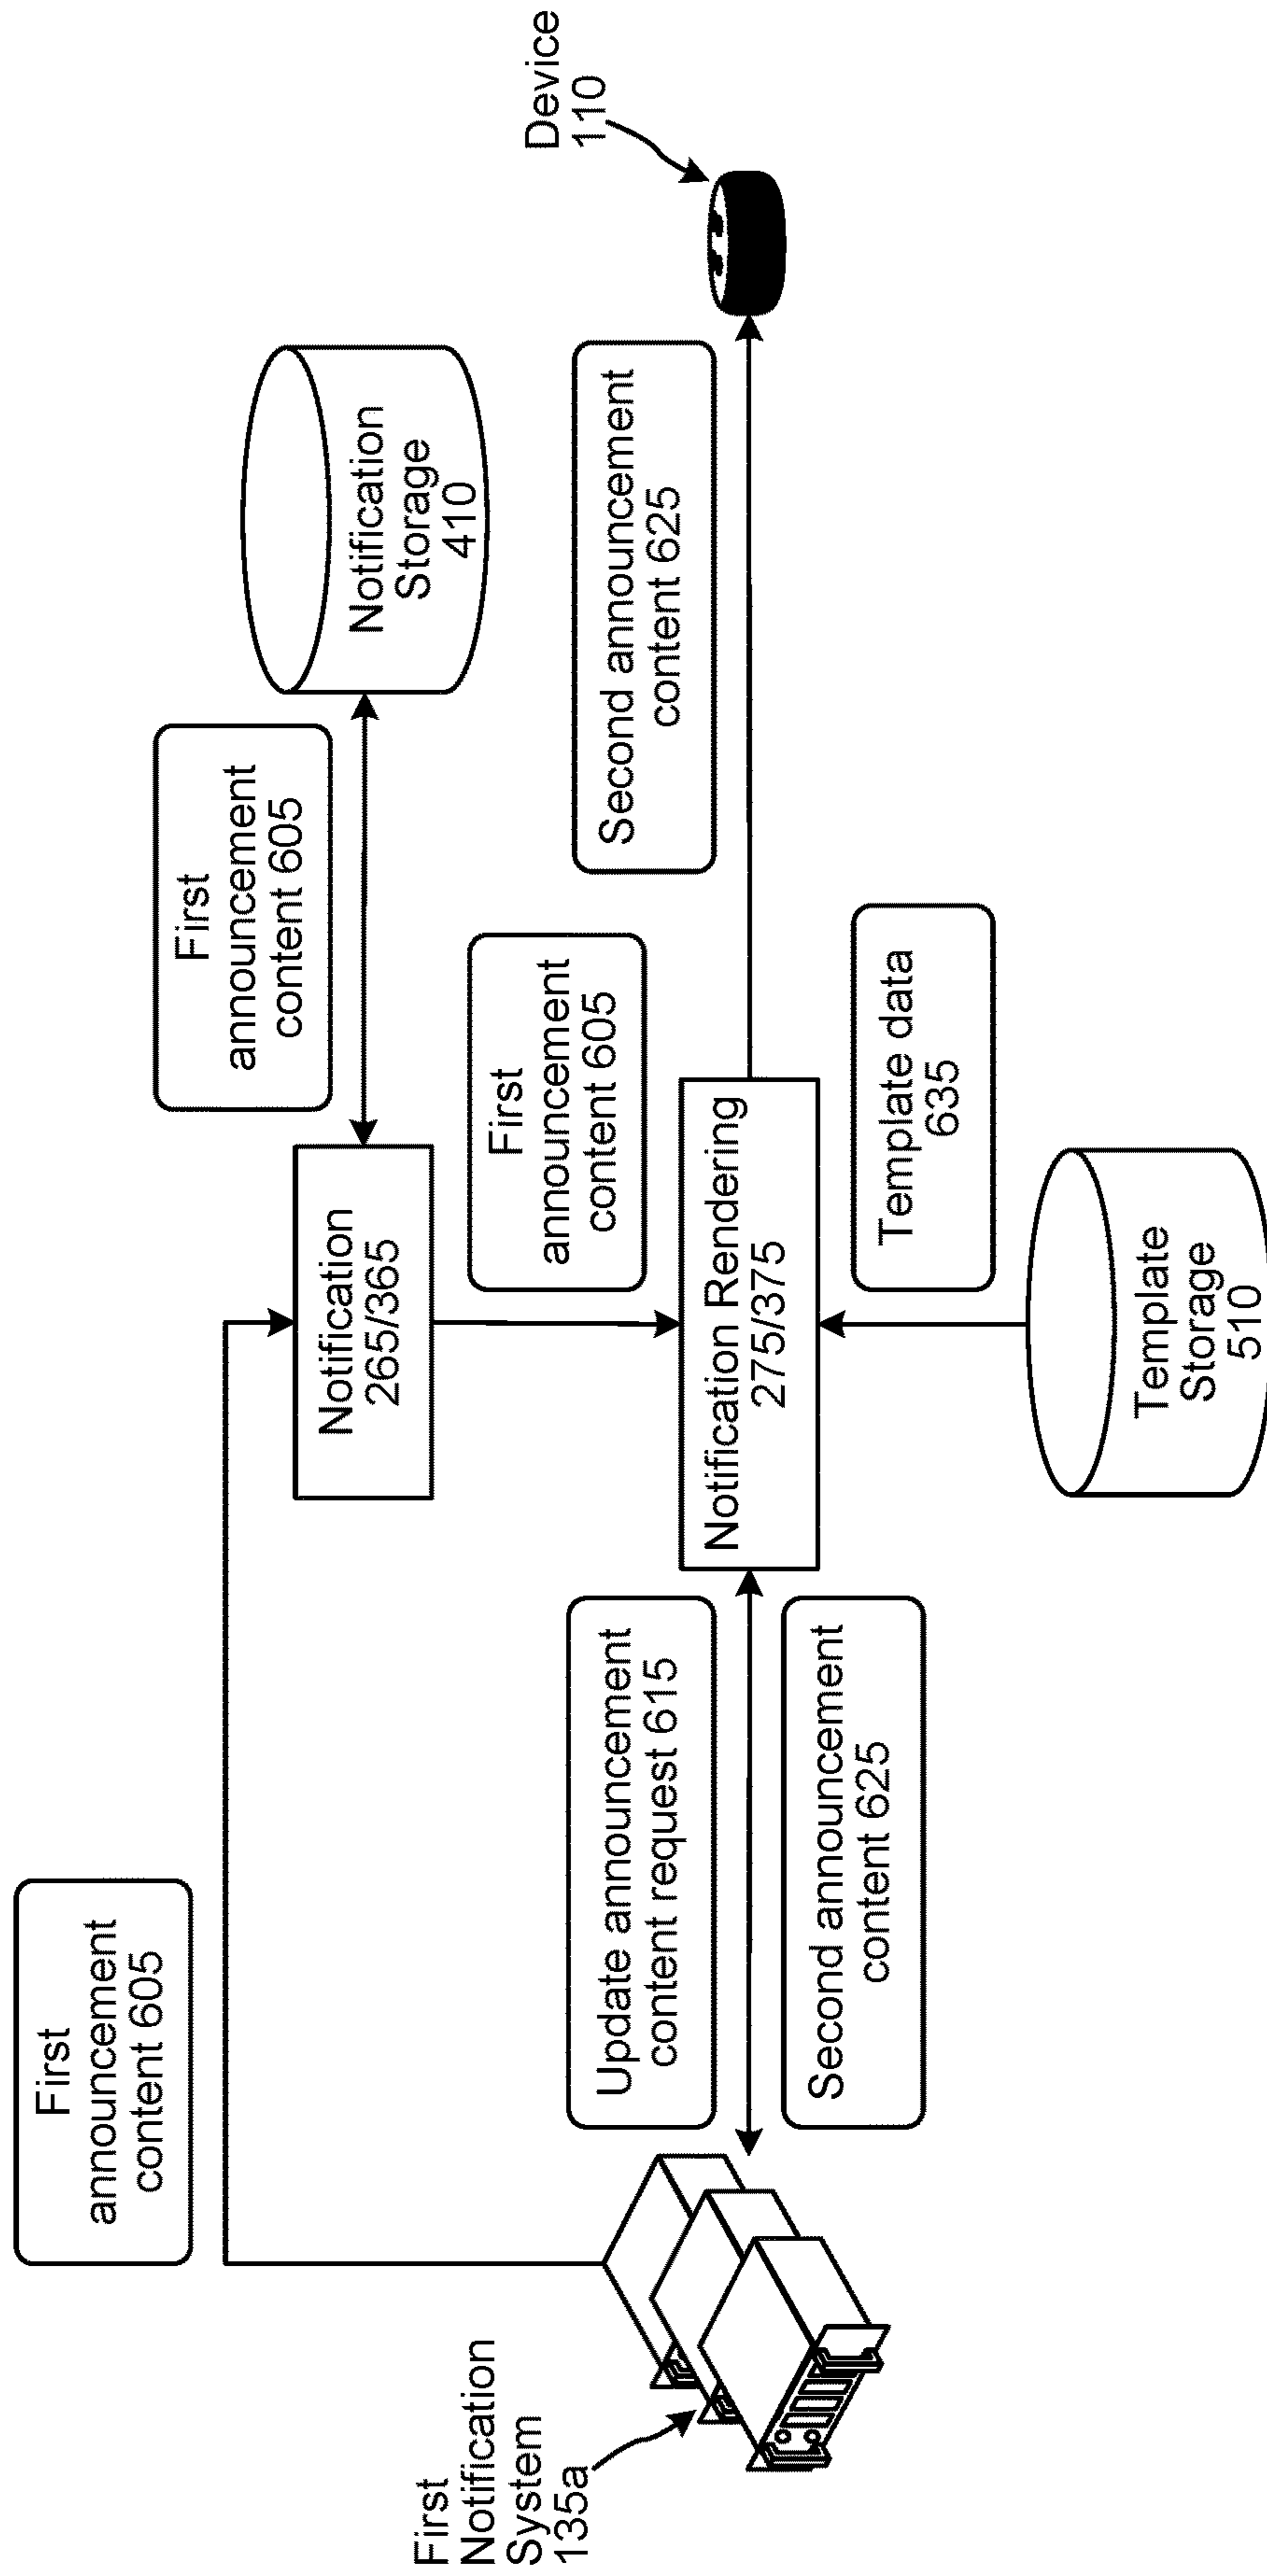 First
announcement
content 605
First
announcement
content 605
Notification
265/365
Notification
Storage
410
First
announcement
content 605
First
Notification
System
135a
Update announcement
content request 615
Second announcement
content 625
Notification Rendering
275/375
Second announcement
content 625
Device
110
Template data
635
Template
Storage
510